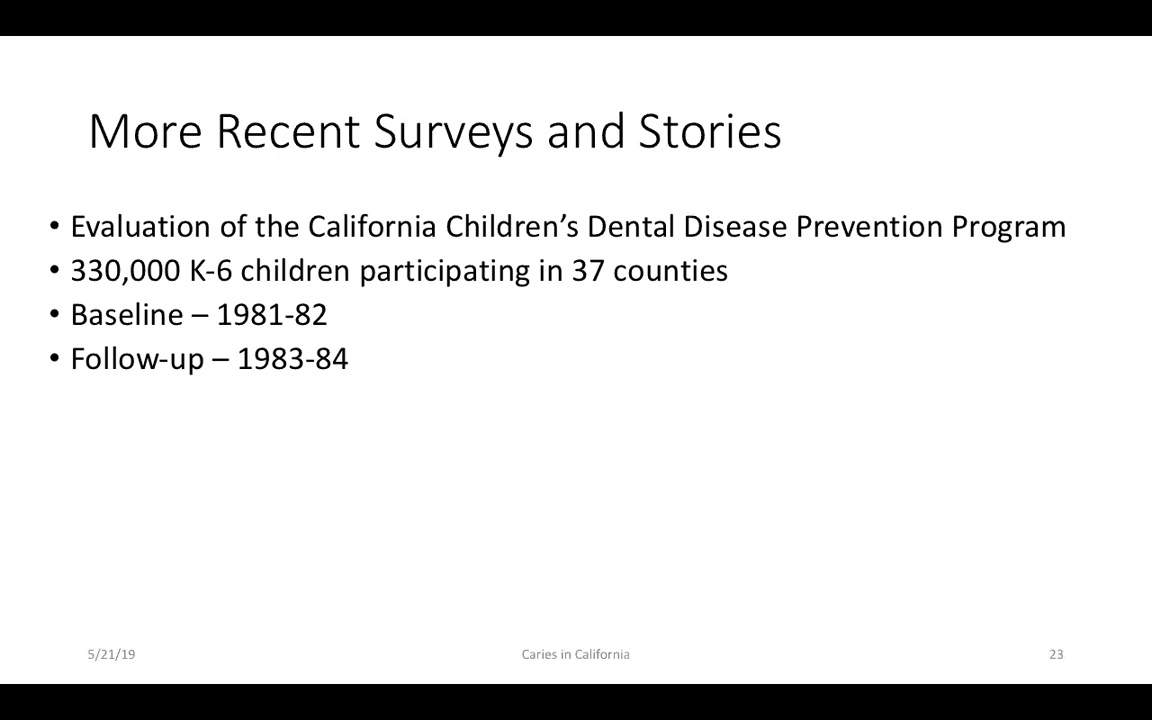 More Recent Surveys and Stories
• Evaluation of the California Children’s Dental Disease Prevention Program
• 330,000 K-6 children participating in 37 counties
• Baseline – 1981-82
• Follow-up – 1983-84
5/21/19
Caries in California
23